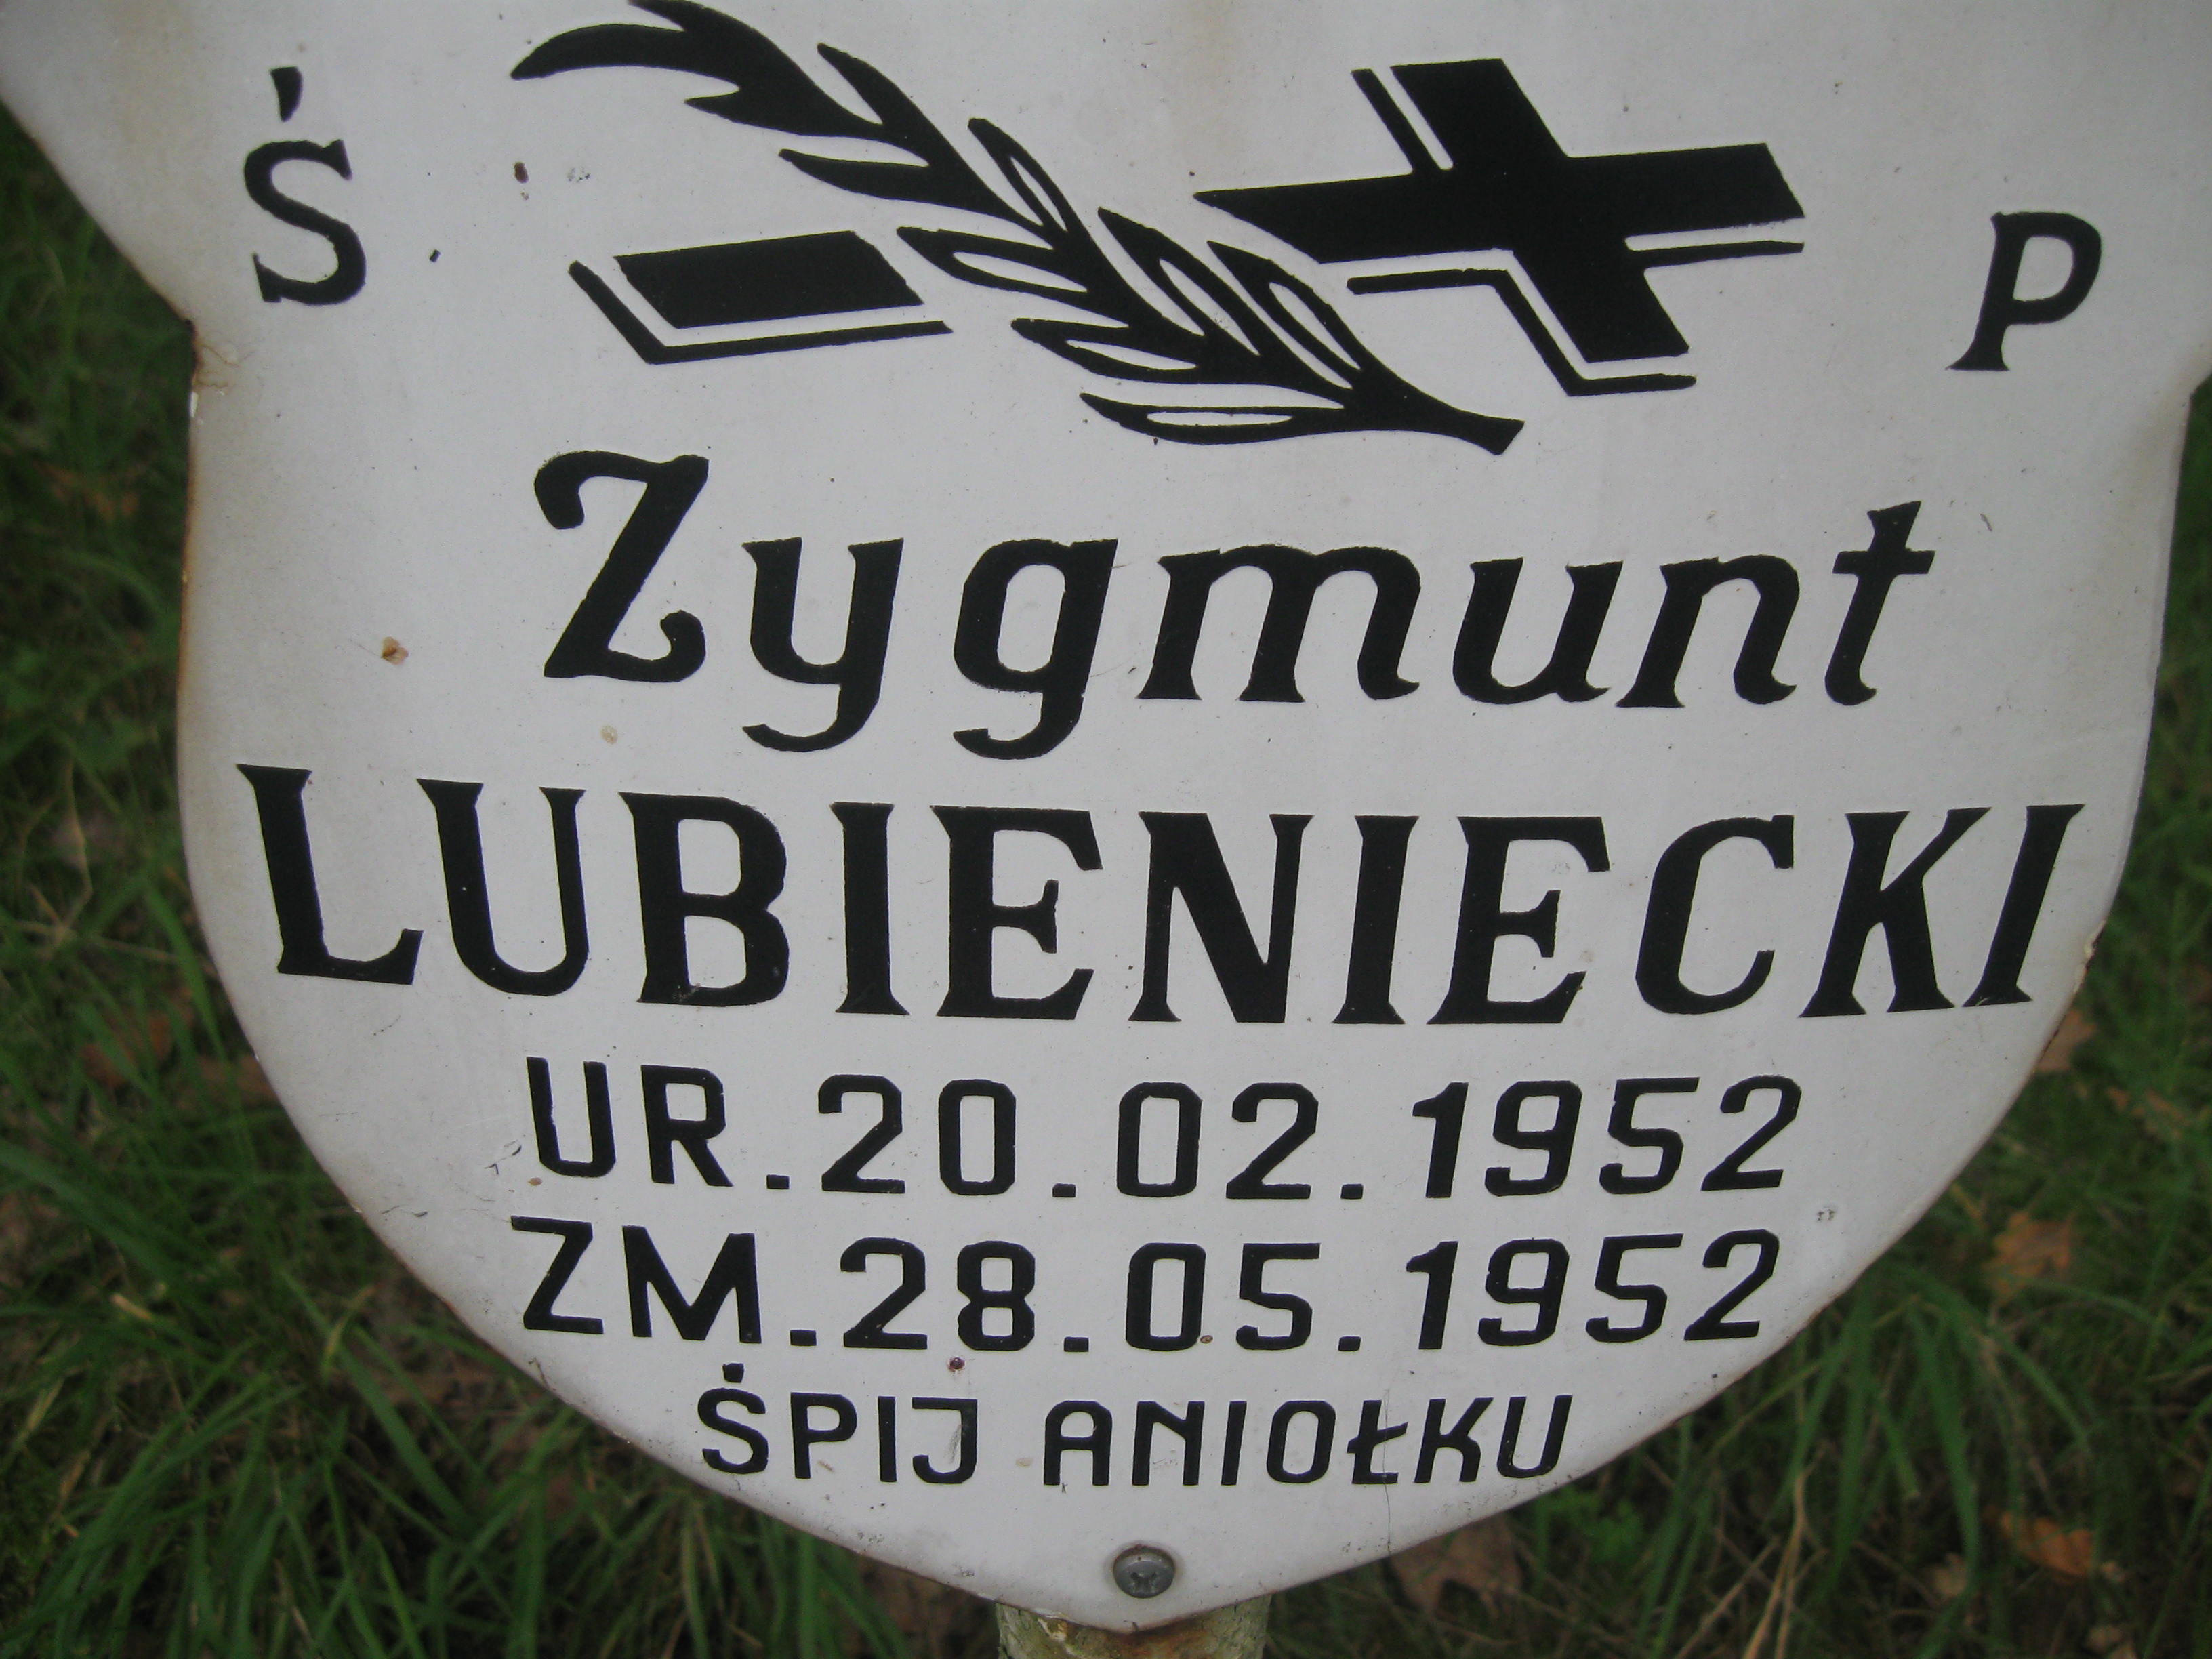 Ś P
Zygmunt
LUBIENIECKI
UR.20.02.1952
ZM.28.05.1952
ŚPIJ ANIOŁKU